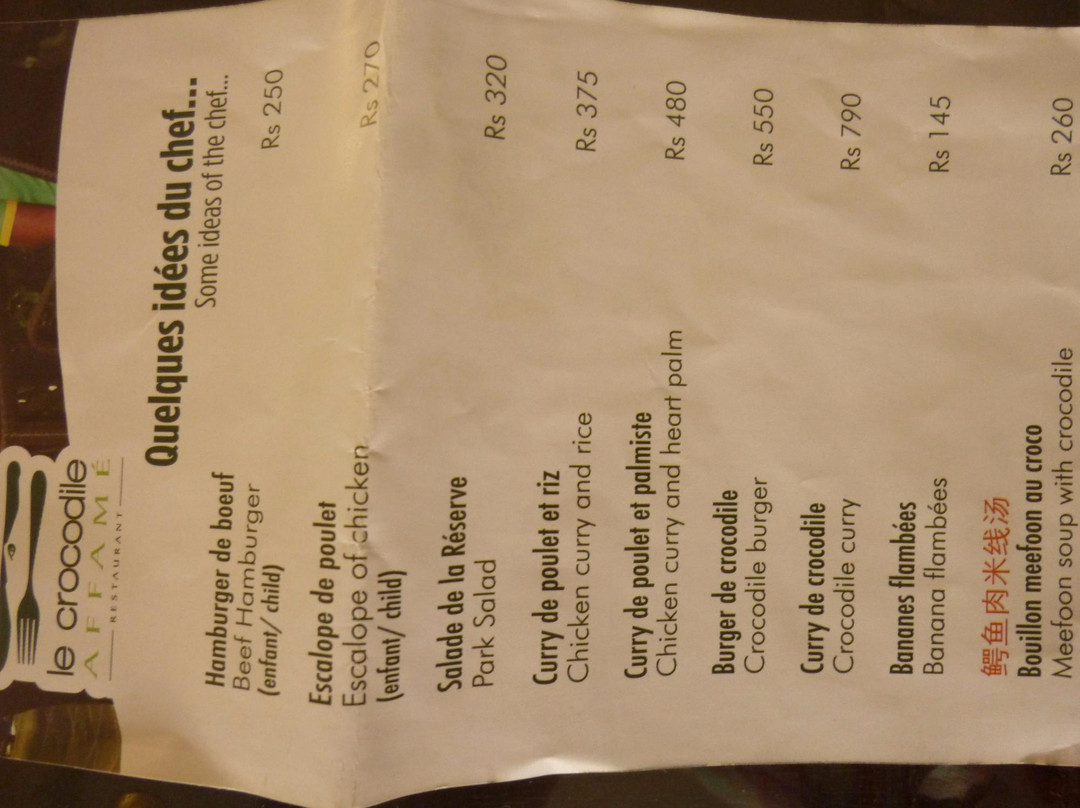 le crocodile
AFFAMÉ
RESTAURANT
Quelques idées du chef...
Some ideas of the chef...
Hamburger de boeuf
Beef Hamburger Rs 250
(enfant/ child)
Escalope de poulet
Escalope of chicken Rs 270
(enfant/ child)
Salade de la Réserve
Park Salad Rs 320
Curry de poulet et riz
Chicken curry and rice Rs 375
Curry de poulet et palmiste
Chicken curry and heart palm Rs 480
Burger de crocodile
Crocodile burger Rs 550
Curry de crocodile
Crocodile curry Rs 790
Bananes flambées
Banana flambées Rs 145
鳄鱼肉米线汤
Bouillon meefoon au croco
Meefoon soup with crocodile Rs 260